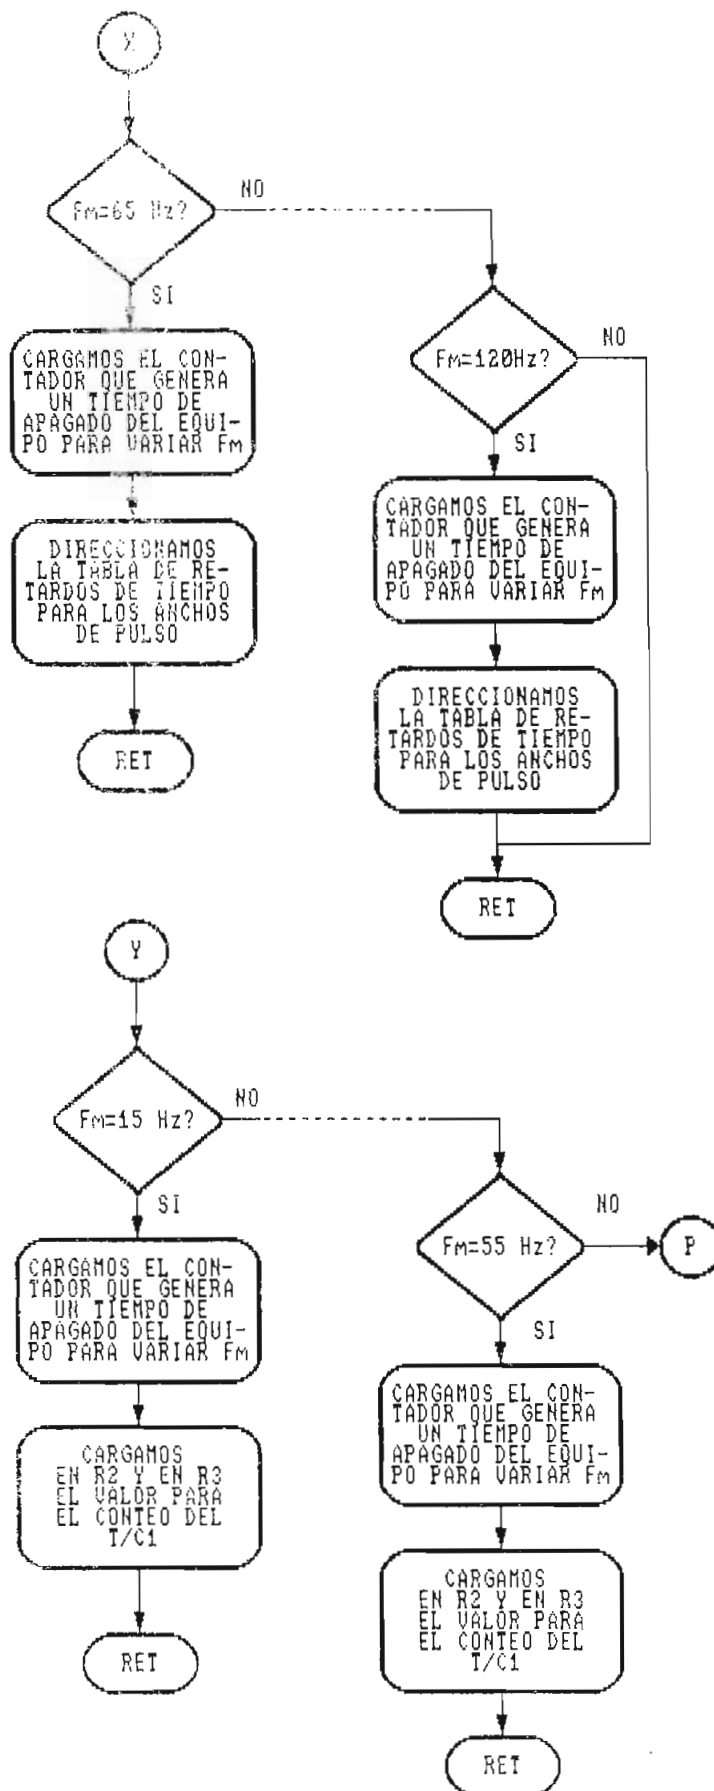 X
Fm=65 Hz?
NO
SI
CARGAMOS EL CON-
TADOR QUE GENERA
UN TIEMPO DE
APAGADO DEL EQUI-
PO PARA VARIAR Fm
DIRECCIONAMOS
LA TABLA DE RE-
TARDOS DE TIEMPO
PARA LOS ANCHOS
DE PULSO
RET
Fm=120Hz?
NO
SI
CARGAMOS EL CON-
TADOR QUE GENERA
UN TIEMPO DE
APAGADO DEL EQUI-
PO PARA VARIAR Fm
DIRECCIONAMOS
LA TABLA DE RE-
TARDOS DE TIEMPO
PARA LOS ANCHOS
DE PULSO
RET
Y
Fm=15 Hz?
NO
SI
CARGAMOS EL CON-
TADOR QUE GENERA
UN TIEMPO DE
APAGADO DEL EQUI-
PO PARA VARIAR Fm
CARGAMOS
EN R2 Y EN R3
EL VALOR PARA
EL CONTEO DEL
T/C1
RET
Fm=55 Hz?
NO
P
SI
CARGAMOS EL CON-
TADOR QUE GENERA
UN TIEMPO DE
APAGADO DEL EQUI-
PO PARA VARIAR Fm
CARGAMOS
EN R2 Y EN R3
EL VALOR PARA
EL CONTEO DEL
T/C1
RET